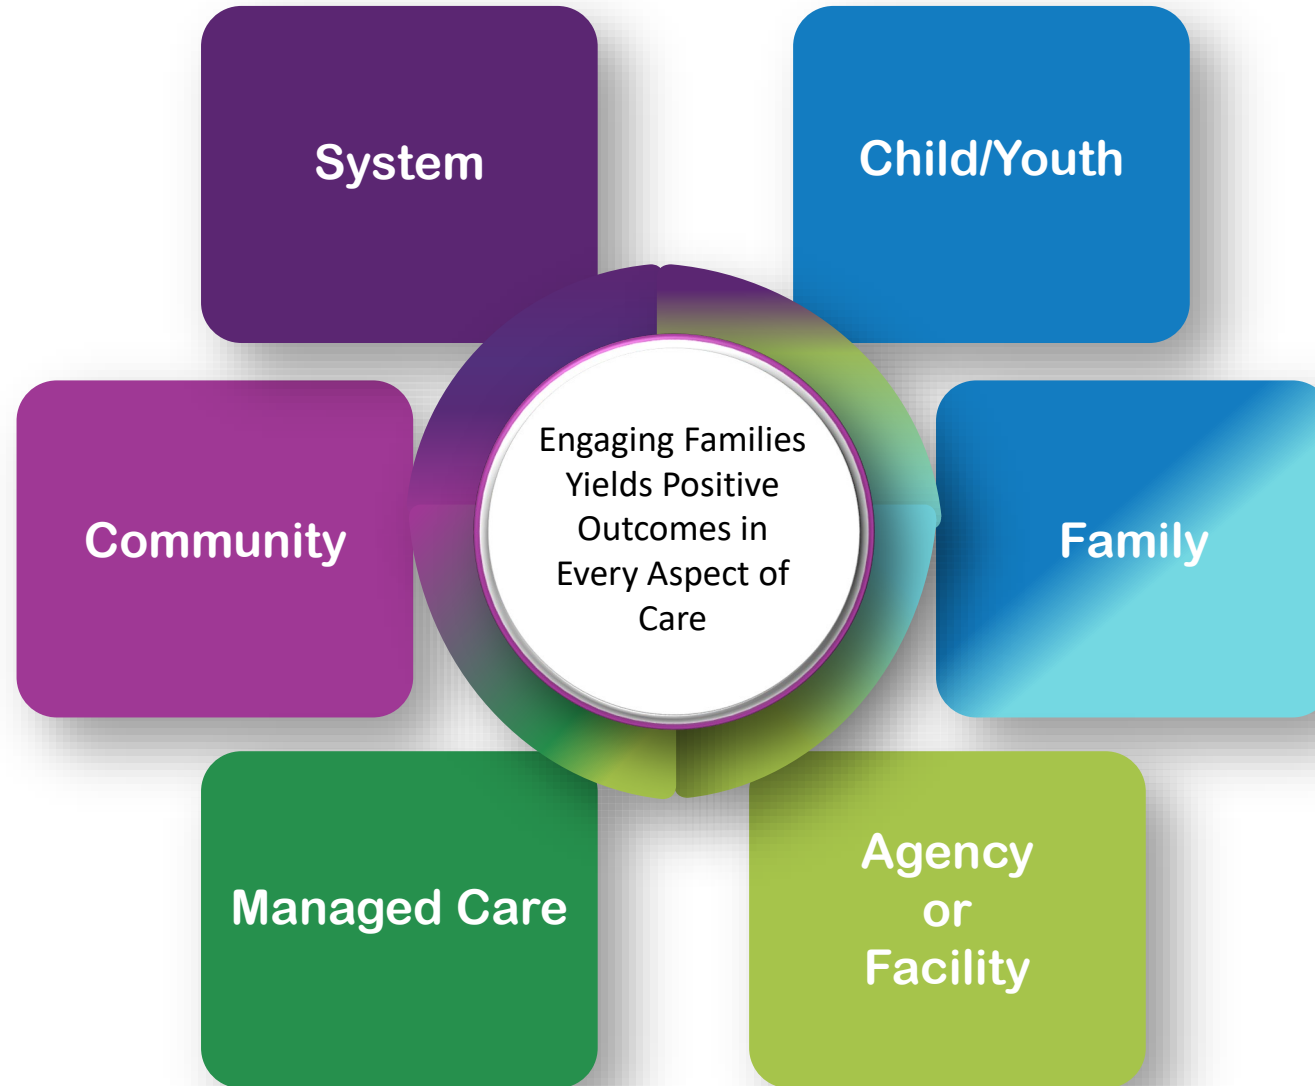 System
Child/Youth
Community
Engaging Families
Yields Positive
Outcomes in
Every Aspect of
Care
Family
Managed Care
Agency
or
Facility